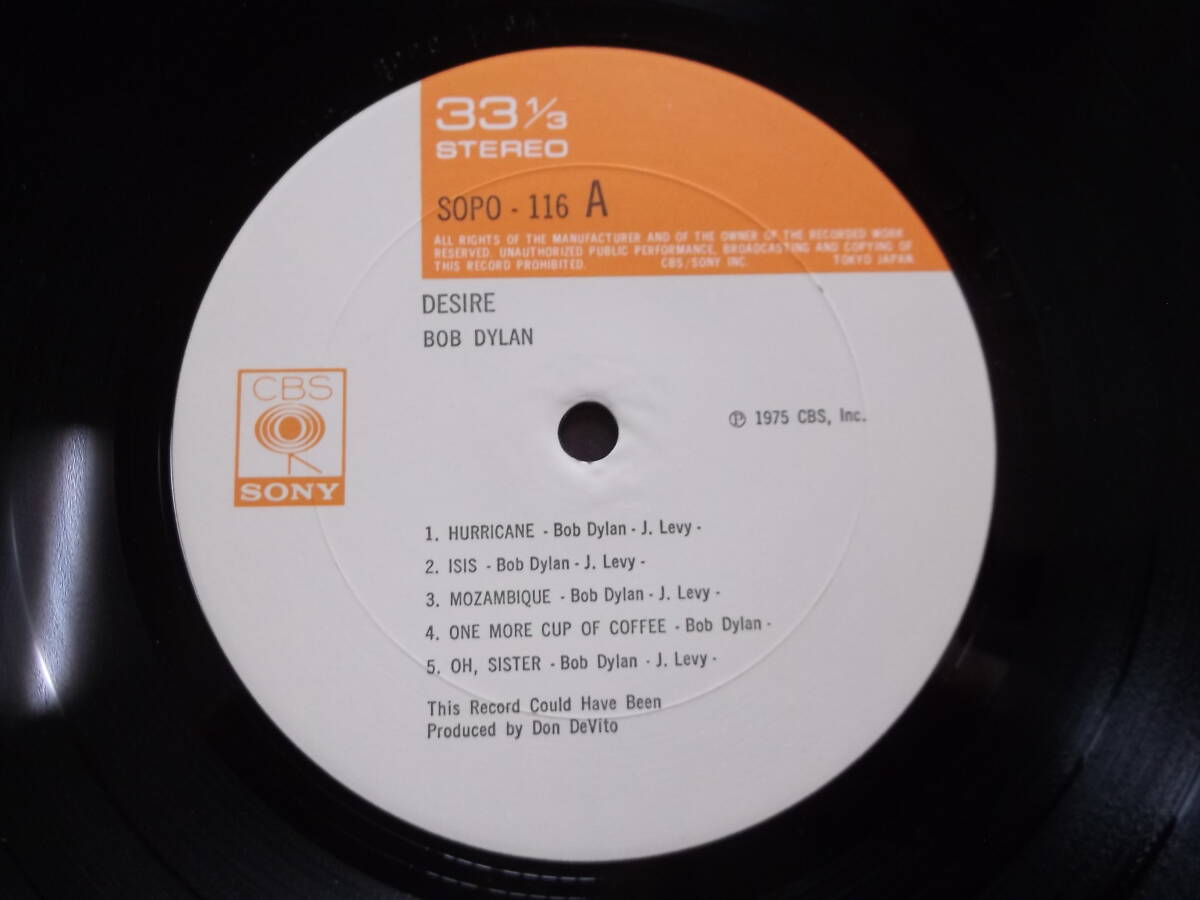 33 1/3
STEREO
SOPO - 116 A
ALL RIGHTS OF THE MANUFACTURER AND OF THE OWNER OF THE RECORDED WORK
RESERVED. UNAUTHORIZED PUBLIC PERFORMANCE, BROADCASTING AND COPYING OF
THIS RECORD PROHIBITED. CBS/SONY INC. TOKYO JAPAN
DESIRE
BOB DYLAN
CBS
SONY
℗ 1975 CBS, Inc.
1. HURRICANE - Bob Dylan - J. Levy -
2. ISIS - Bob Dylan - J. Levy -
3. MOZAMBIQUE - Bob Dylan - J. Levy -
4. ONE MORE CUP OF COFFEE - Bob Dylan -
5. OH, SISTER - Bob Dylan - J. Levy -
This Record Could Have Been
Produced by Don DeVito